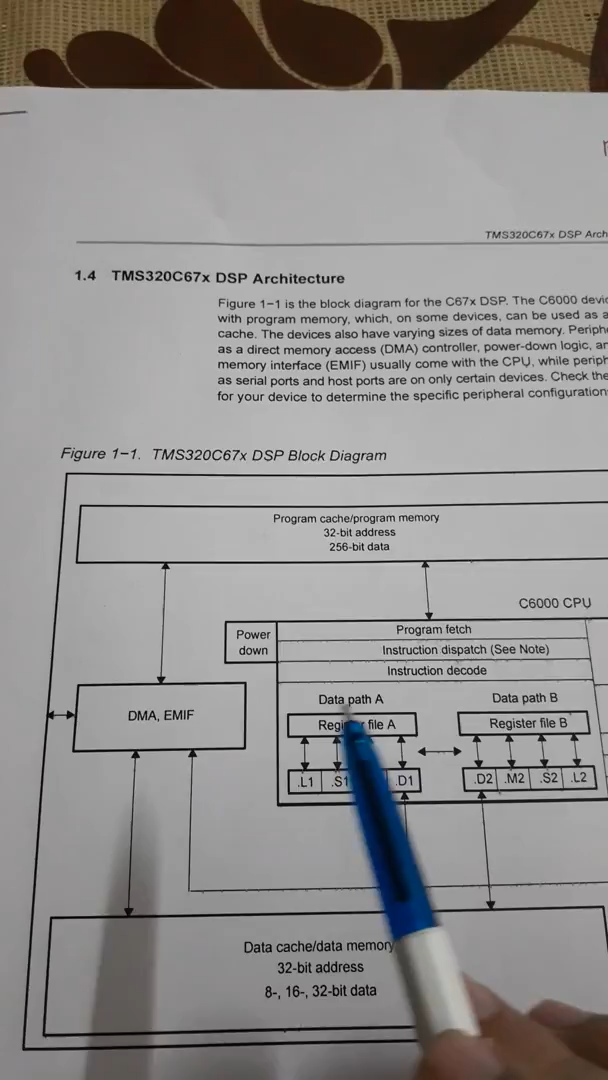 TMS320C67x DSP Arch
1.4 TMS320C67x DSP Architecture
Figure 1−1 is the block diagram for the C67x DSP. The C6000 devic
with program memory, which, on some devices, can be used as a
cache. The devices also have varying sizes of data memory. Periphe
as a direct memory access (DMA) controller, power-down logic, an
memory interface (EMIF) usually come with the CPU, while periph
as serial ports and host ports are on only certain devices. Check the
for your device to determine the specific peripheral configuration
Figure 1−1. TMS320C67x DSP Block Diagram
Program cache/program memory
32-bit address
256-bit data
C6000 CPU
Power
down
Program fetch
Instruction dispatch (See Note)
Instruction decode
Data path A
Data path B
DMA, EMIF
Register file A
Register file B
.L1 .S1 .D1
.D2 .M2 .S2 .L2
Data cache/data memory
32-bit address
8-, 16-, 32-bit data